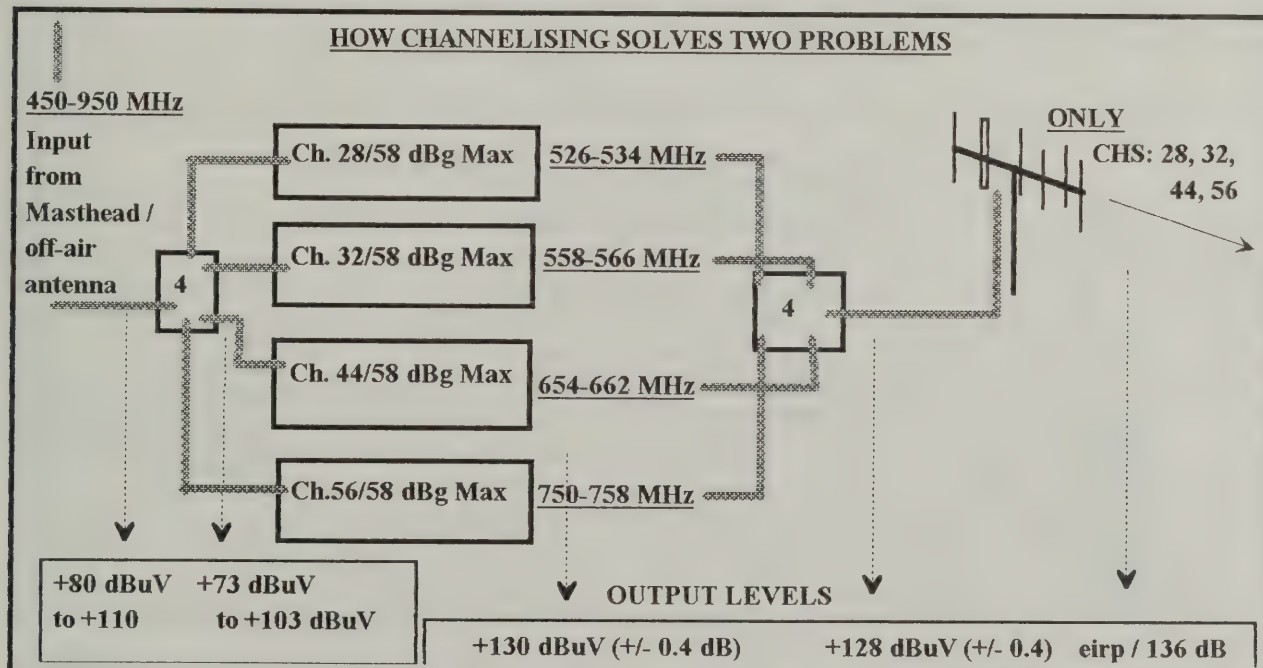 HOW CHANNELISING SOLVES TWO PROBLEMS
450-950 MHz
Input
from
Masthead /
off-air
antenna
4
Ch. 28/58 dBg Max
526-534 MHz
Ch. 32/58 dBg Max
558-566 MHz
Ch. 44/58 dBg Max
654-662 MHz
Ch.56/58 dBg Max
750-758 MHz
4
ONLY
CHS: 28, 32,
44, 56
+80 dBuV +73 dBuV
to +110 to +103 dBuV
OUTPUT LEVELS
+130 dBuV (+/- 0.4 dB) +128 dBuV (+/- 0.4) eirp / 136 dB